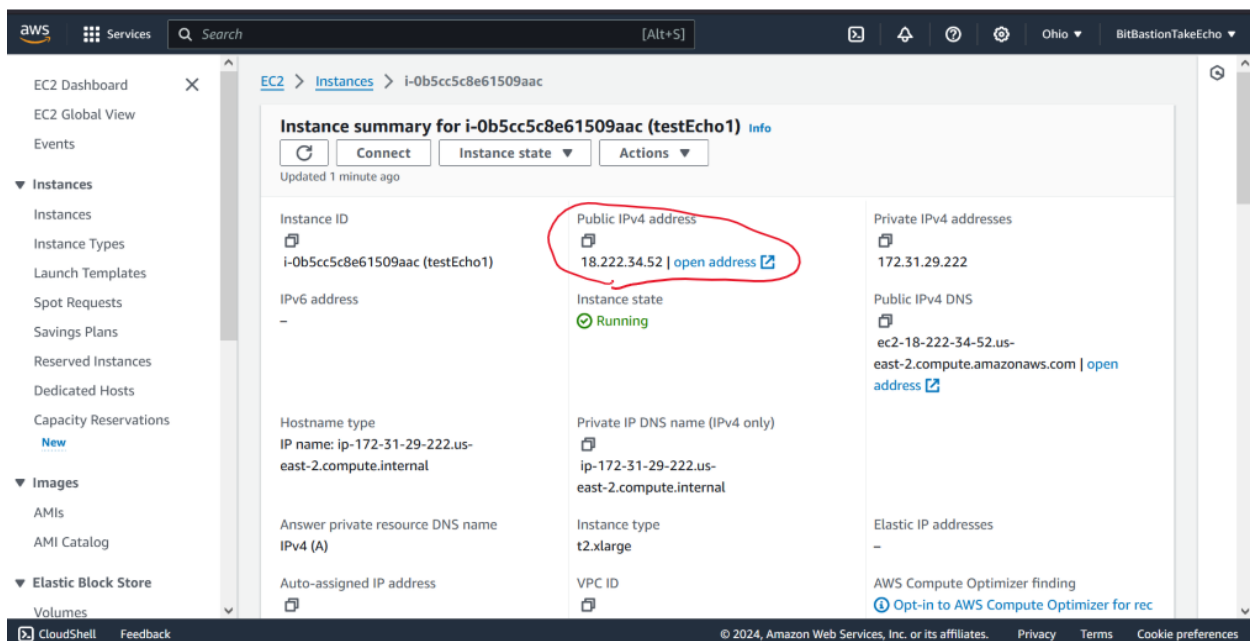 aws
Services
Search
[Alt+S]
Ohio
BitBastionTakeEcho
EC2 Dashboard
EC2 Global View
Events
Instances
Instances
Instance Types
Launch Templates
Spot Requests
Savings Plans
Reserved Instances
Dedicated Hosts
Capacity Reservations
New
Images
AMIs
AMI Catalog
Elastic Block Store
Volumes
EC2 > Instances > i-0b5cc5c8e61509aac
Instance summary for i-0b5cc5c8e61509aac (testEcho1) Info
Connect
Instance state
Actions
Updated 1 minute ago
Instance ID
i-0b5cc5c8e61509aac (testEcho1)
Public IPv4 address
18.222.34.52 | open address
Private IPv4 addresses
172.31.29.222
IPv6 address
–
Instance state
Running
Public IPv4 DNS
ec2-18-222-34-52.us-
east-2.compute.amazonaws.com | open
address
Hostname type
IP name: ip-172-31-29-222.us-
east-2.compute.internal
Private IP DNS name (IPv4 only)
ip-172-31-29-222.us-
east-2.compute.internal
Answer private resource DNS name
IPv4 (A)
Instance type
t2.xlarge
Elastic IP addresses
–
Auto-assigned IP address
VPC ID
AWS Compute Optimizer finding
Opt-in to AWS Compute Optimizer for rec
CloudShell
Feedback
© 2024, Amazon Web Services, Inc. or its affiliates.
Privacy
Terms
Cookie preferences